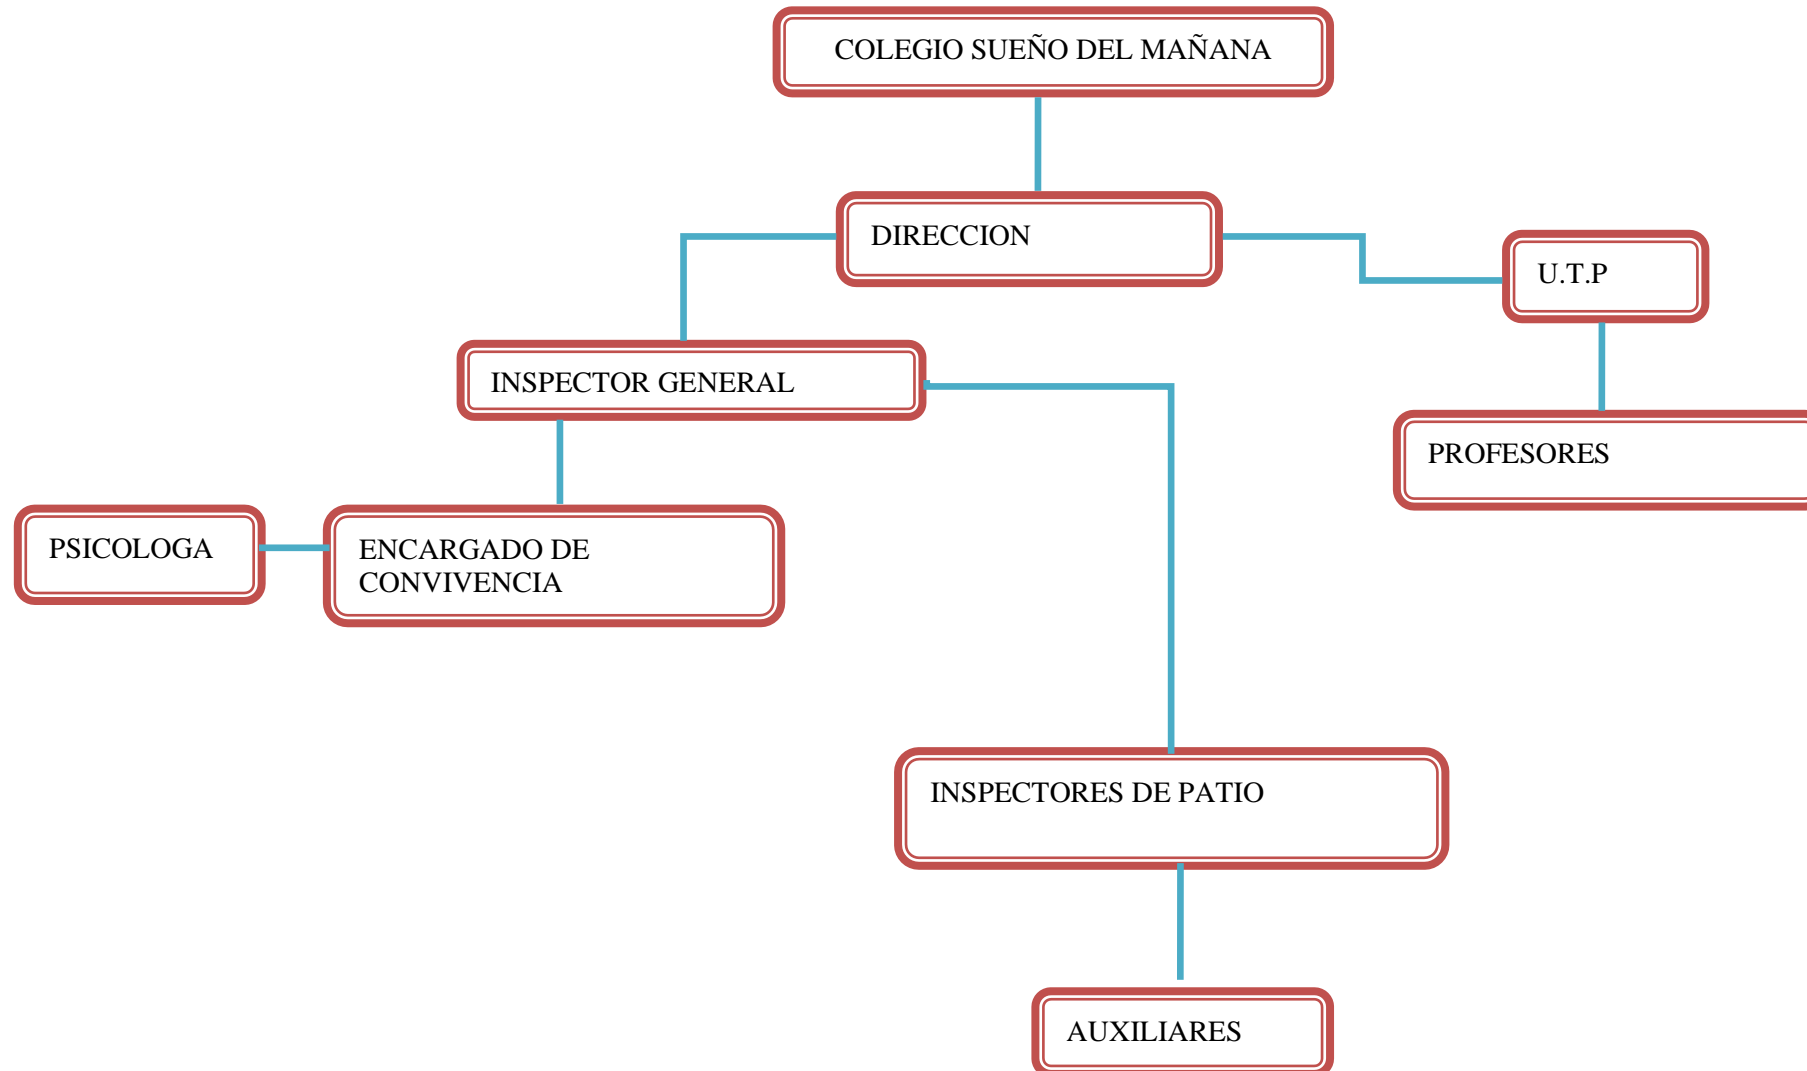 COLEGIO SUEÑO DEL MAÑANA
DIRECCION
U.T.P
INSPECTOR GENERAL
PROFESORES
PSICOLOGA
ENCARGADO DE
CONVIVENCIA
INSPECTORES DE PATIO
AUXILIARES